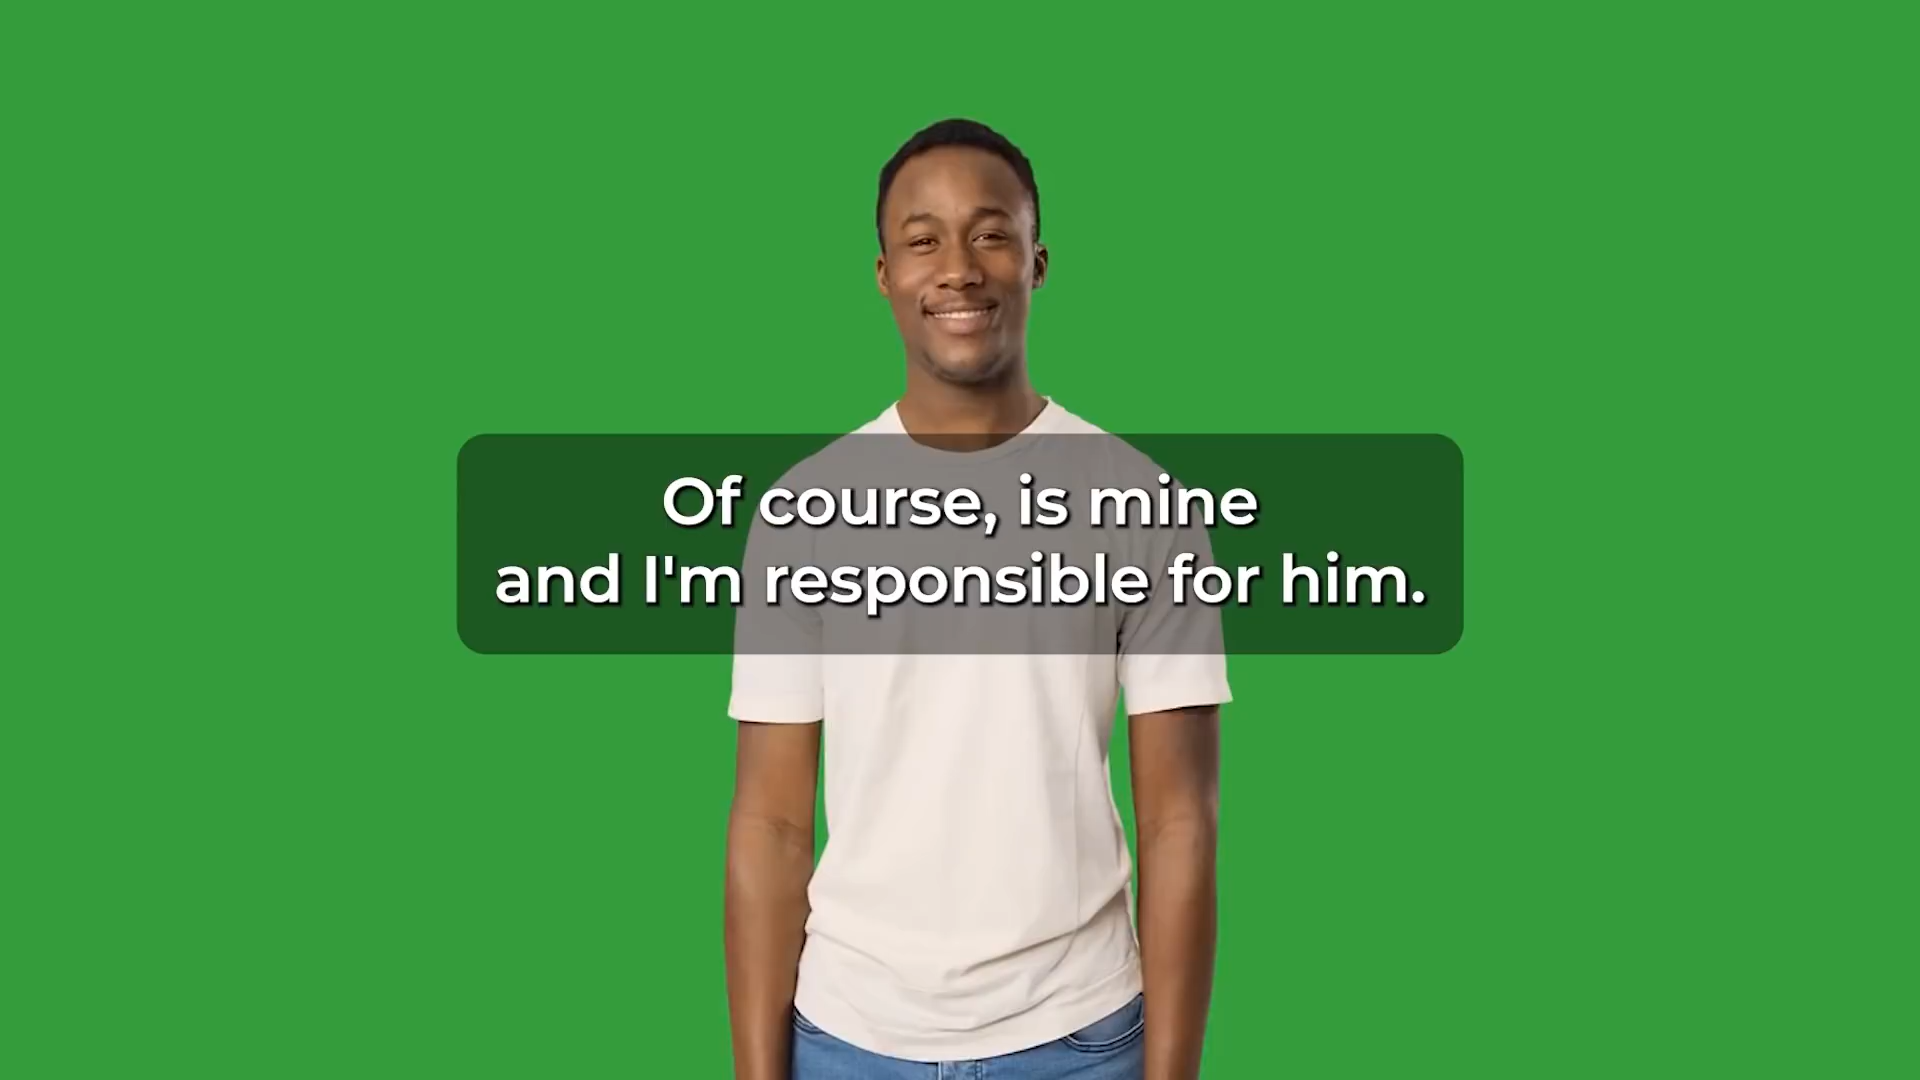 Of course, is mine
and I'm responsible for him.